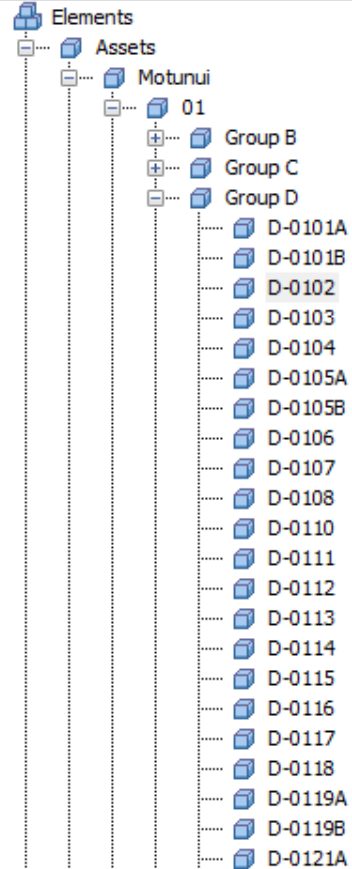 Elements
Assets
Motunui
01
Group B
Group C
Group D
D-0101A
D-0101B
D-0102
D-0103
D-0104
D-0105A
D-0105B
D-0106
D-0107
D-0108
D-0110
D-0111
D-0112
D-0113
D-0114
D-0115
D-0116
D-0117
D-0118
D-0119A
D-0119B
D-0121A